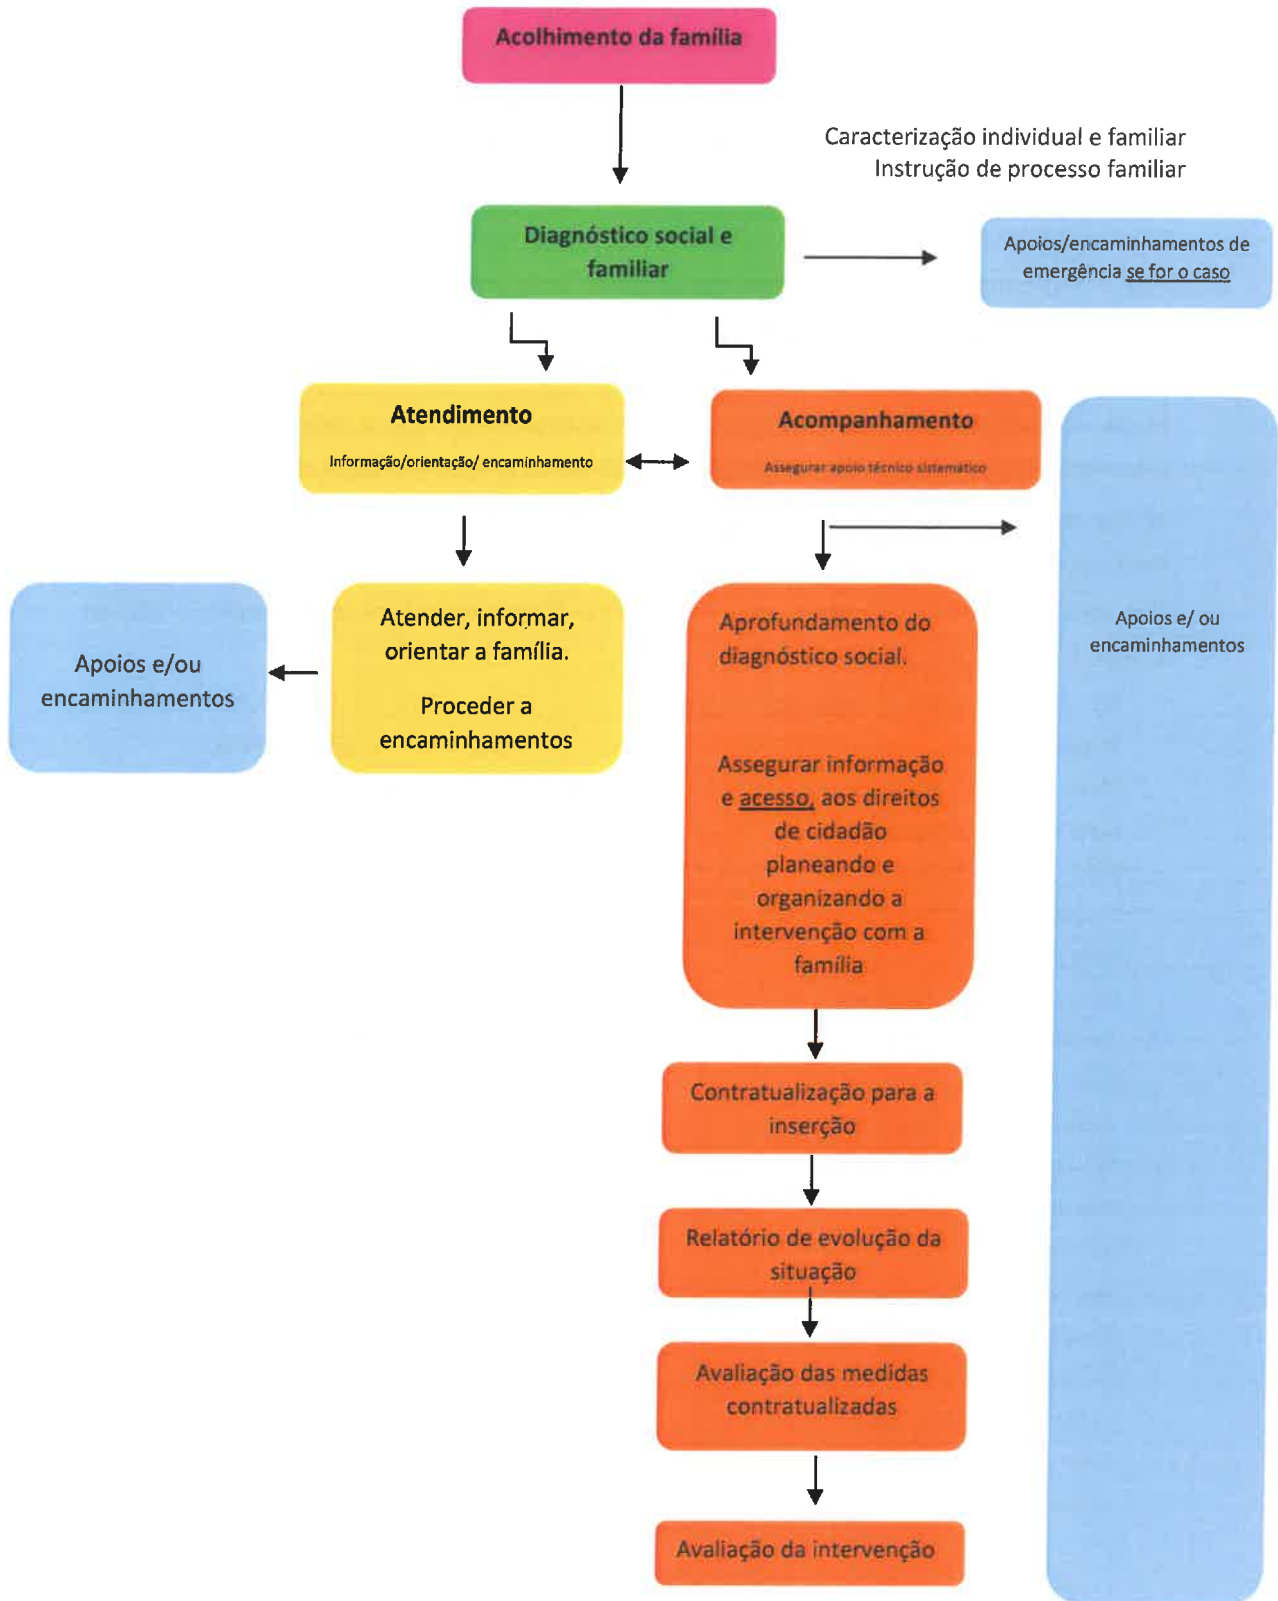 Acolhimento da família
Caracterização individual e familiar
Instrução de processo familiar
Diagnóstico social e
familiar
Apoios/encaminhamentos de
emergência se for o caso
Atendimento
Informação/orientação/ encaminhamento
Acompanhamento
Assegurar apoio técnico sistemático
Apoios e/ou
encaminhamentos
Atender, informar,
orientar a família.
Proceder a
encaminhamentos
Aprofundamento do
diagnóstico social.
Assegurar informação
e acesso, aos direitos
de cidadão
planeando e
organizando a
intervenção com a
família
Apoios e/ ou
encaminhamentos
Contratualização para a
inserção
Relatório de evolução da
situação
Avaliação das medidas
contratualizadas
Avaliação da intervenção